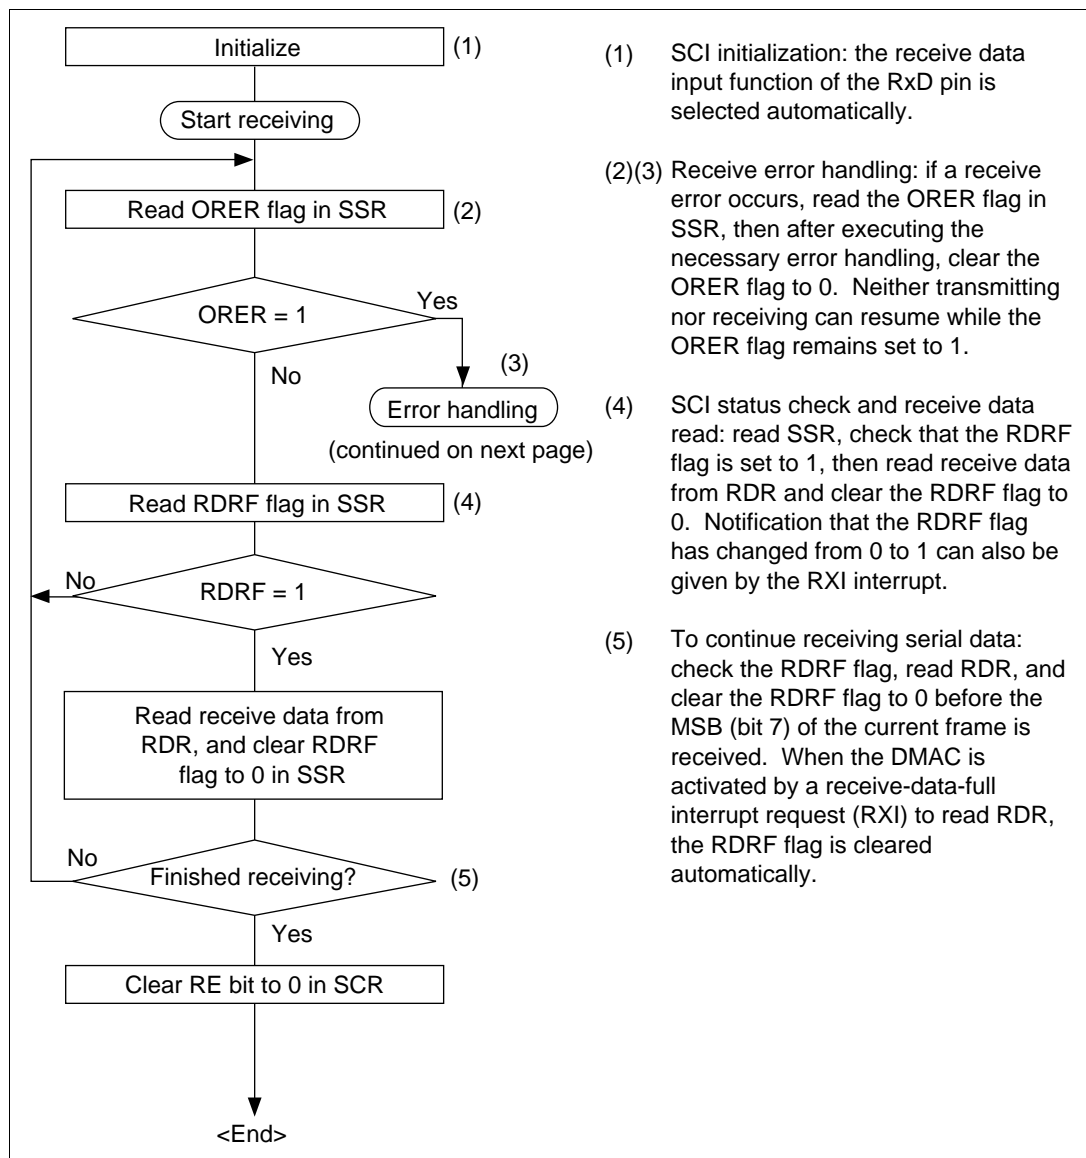 Initialize
(1)
Start receiving
Read ORER flag in SSR
(2)
ORER = 1
Yes
No
(3)
Error handling
(continued on next page)
Read RDRF flag in SSR
(4)
No
RDRF = 1
Yes
Read receive data from
RDR, and clear RDRF
flag to 0 in SSR
No
Finished receiving?
(5)
Yes
Clear RE bit to 0 in SCR
<End>
(1) SCI initialization: the receive data
input function of the RxD pin is
selected automatically.
(2)(3) Receive error handling: if a receive
error occurs, read the ORER flag in
SSR, then after executing the
necessary error handling, clear the
ORER flag to 0. Neither transmitting
nor receiving can resume while the
ORER flag remains set to 1.
(4) SCI status check and receive data
read: read SSR, check that the RDRF
flag is set to 1, then read receive data
from RDR and clear the RDRF flag to
0. Notification that the RDRF flag
has changed from 0 to 1 can also be
given by the RXI interrupt.
(5) To continue receiving serial data:
check the RDRF flag, read RDR, and
clear the RDRF flag to 0 before the
MSB (bit 7) of the current frame is
received. When the DMAC is
activated by a receive-data-full
interrupt request (RXI) to read RDR,
the RDRF flag is cleared
automatically.